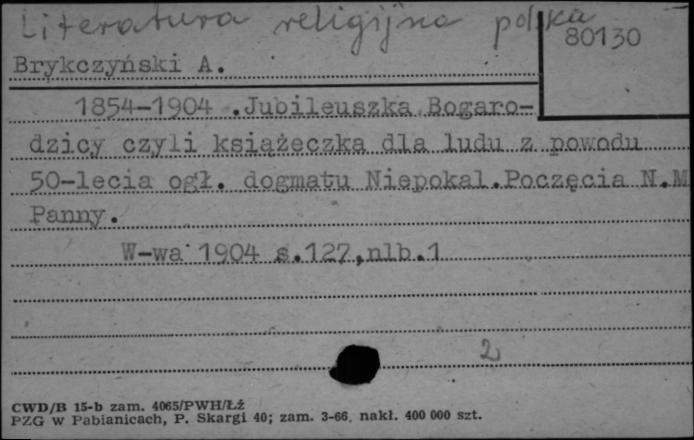 Literatura religijna polska
80130
Brykczyński A.
1854-1904 .Jubileuszka Bogaro-
dzicy czyli książeczka dla ludu z powodu
50-lecia ogł. dogmatu Niepokal.Poczęcia N.M
Panny.
W-wa 1904 s.127,nlb.1
2
CWD/B 15-b zam. 4065/PWH/Łź
PZG w Pabianicach, P. Skargi 40; zam. 3-66, nakł. 400 000 szt.